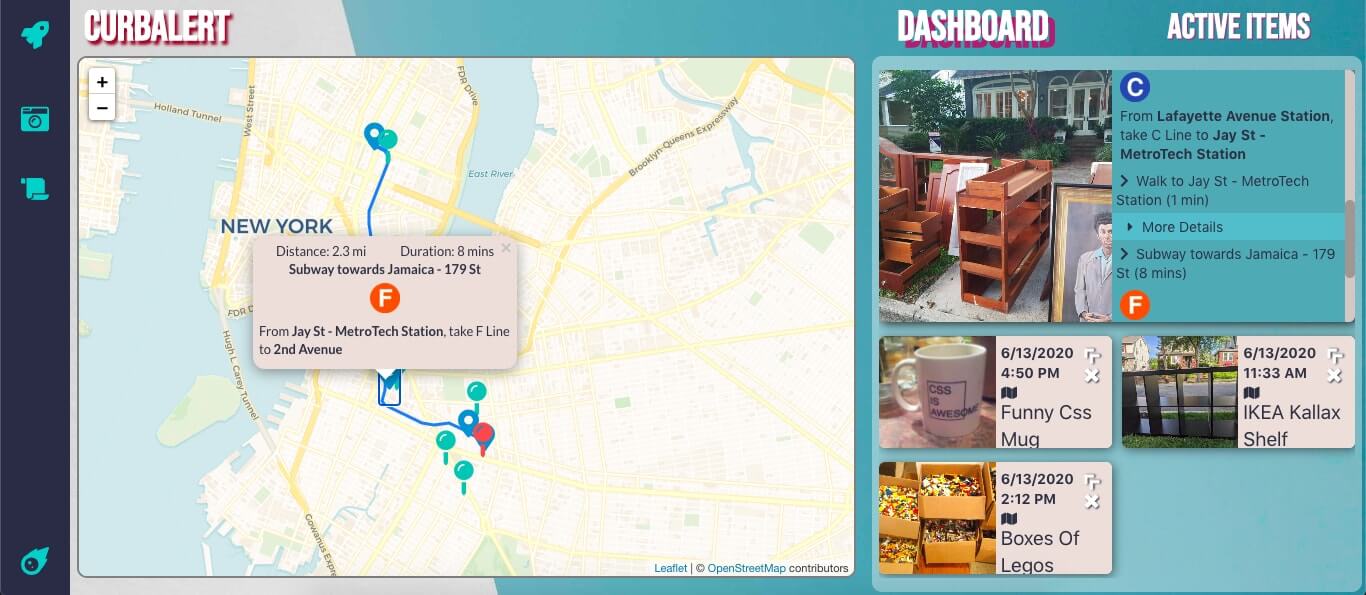 CURBALERT
DASHBOARD
ACTIVE ITEMS
+
−
Holland Tunnel
West Street
FDR Drive
FDR Drive
East River
Brooklyn-Queens Expressway
NEW YORK
Distance: 2.3 mi Duration: 8 mins ×
Subway towards Jamaica - 179 St
F
From Jay St - MetroTech Station, take F Line
to 2nd Avenue
FDR D
Hugh L. Carey Tunnel
Gowanus Expressway
Leaflet | © OpenStreetMap contributors
C
From Lafayette Avenue Station,
take C Line to Jay St -
MetroTech Station
Walk to Jay St - MetroTech
Station (1 min)
More Details
Subway towards Jamaica - 179
St (8 mins)
F
CSS
IS
AWESOME
6/13/2020
4:50 PM
Funny Css
Mug
6/13/2020
11:33 AM
IKEA Kallax
Shelf
6/13/2020
2:12 PM
Boxes Of
Legos